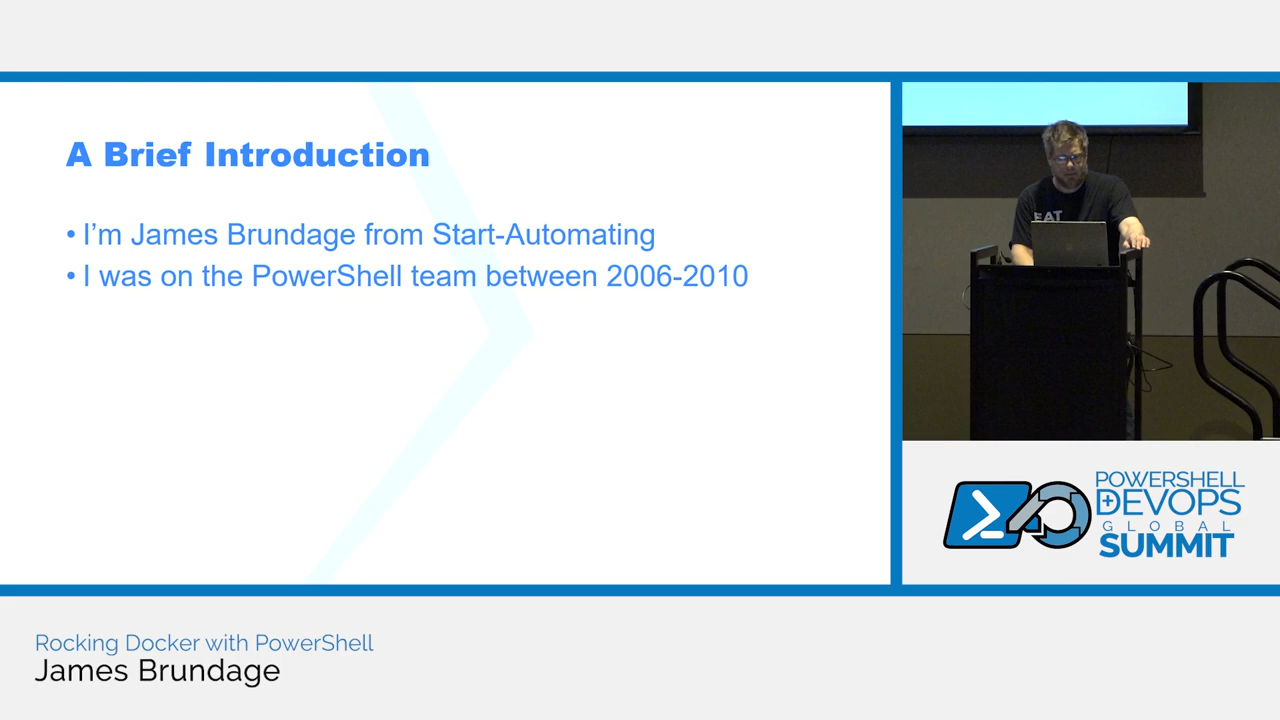 A Brief Introduction
• I’m James Brundage from Start-Automating
• I was on the PowerShell team between 2006-2010
EAT
POWERSHELL
+DEVOPS
GLOBAL
SUMMIT
Rocking Docker with PowerShell
James Brundage